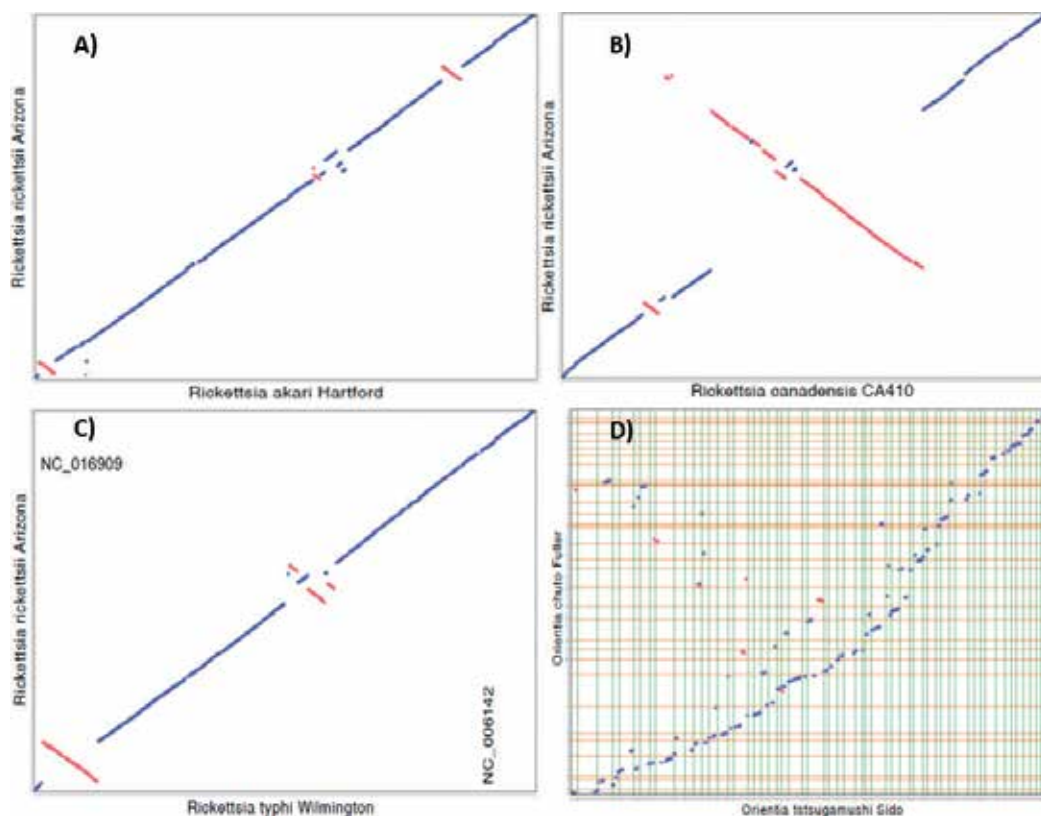 A)
Rickettsia rickettsii Arizona
Rickettsia akari Hartford
B)
Rickettsia rickettsii Arizona
Rickettsia canadensis CA410
C)
NC_016909
Rickettsia rickettsii Arizona
NC_006142
Rickettsia typhi Wilmington
D)
Orientia chuto Fuller
Orientia tstsugamushi Sido